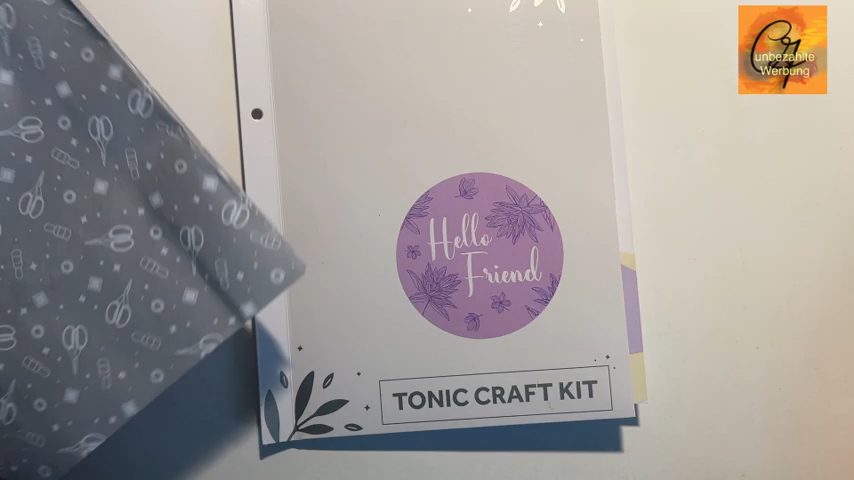 unbezahlte
Werbung
Hello
Friend
TONIC CRAFT KIT